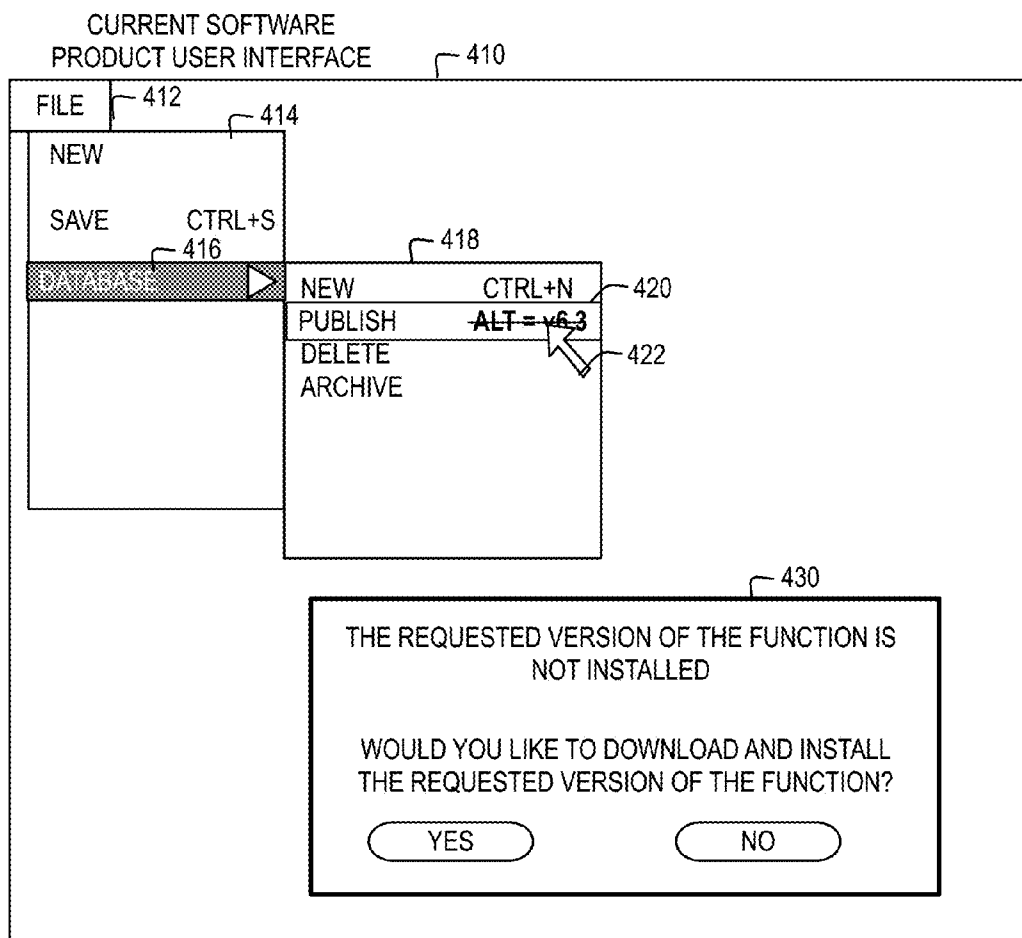 CURRENT SOFTWARE
PRODUCT USER INTERFACE
410
FILE
412
414
NEW
SAVE CTRL+S
416
DATABASE
418
NEW CTRL+N
420
PUBLISH ALT = v6.3
422
DELETE
ARCHIVE
430
THE REQUESTED VERSION OF THE FUNCTION IS
NOT INSTALLED
WOULD YOU LIKE TO DOWNLOAD AND INSTALL
THE REQUESTED VERSION OF THE FUNCTION?
YES NO